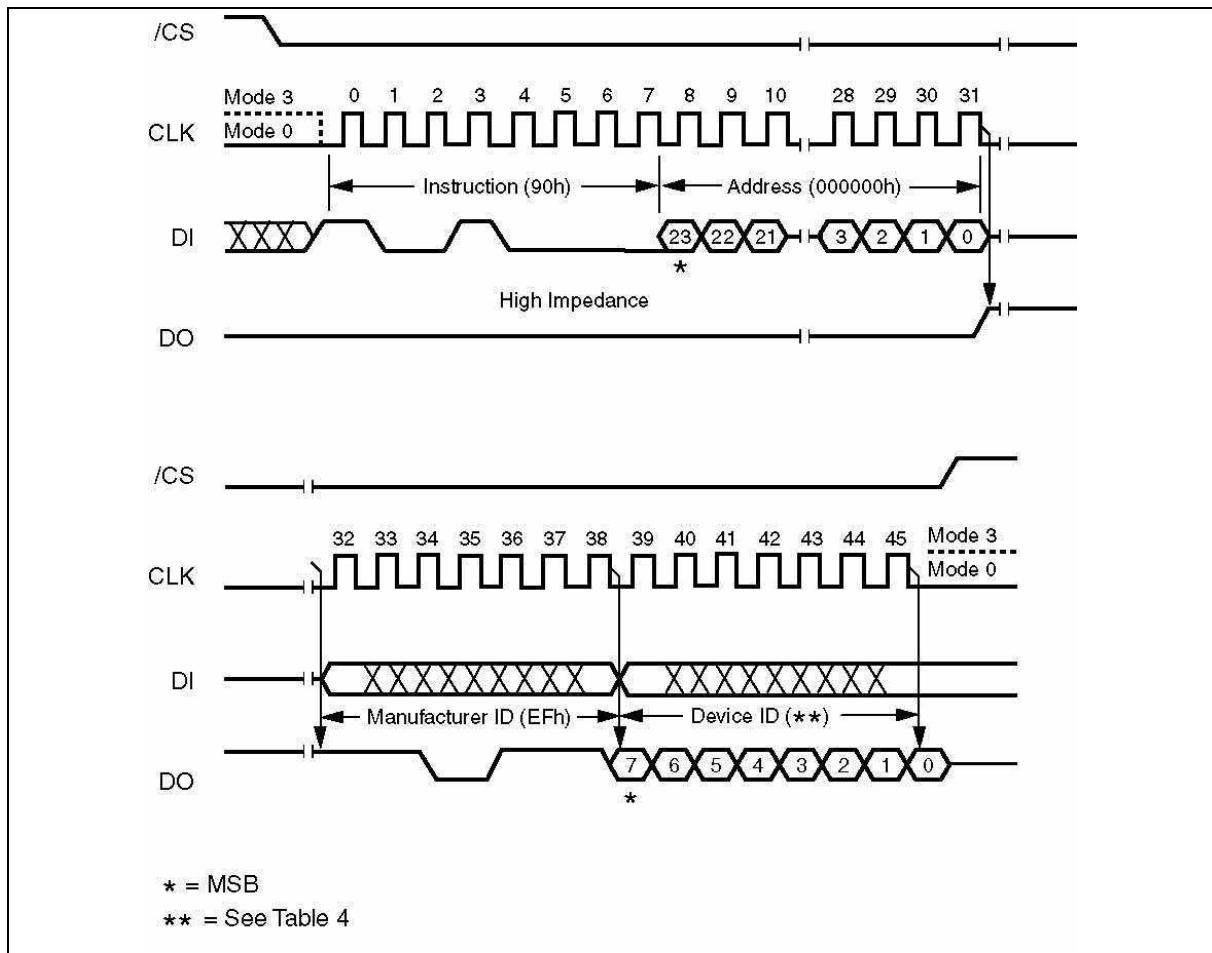 /CS
Mode 3
0 1 2 3 4 5 6 7 8 9 10 28 29 30 31
CLK
Mode 0
Instruction (90h)
Address (000000h)
DI
23 22 21 3 2 1 0
*
High Impedance
DO
/CS
32 33 34 35 36 37 38 39 40 41 42 43 44 45
Mode 3
CLK
Mode 0
DI
Manufacturer ID (EFh)
Device ID (**)
DO
7 6 5 4 3 2 1 0
*
* = MSB
** = See Table 4